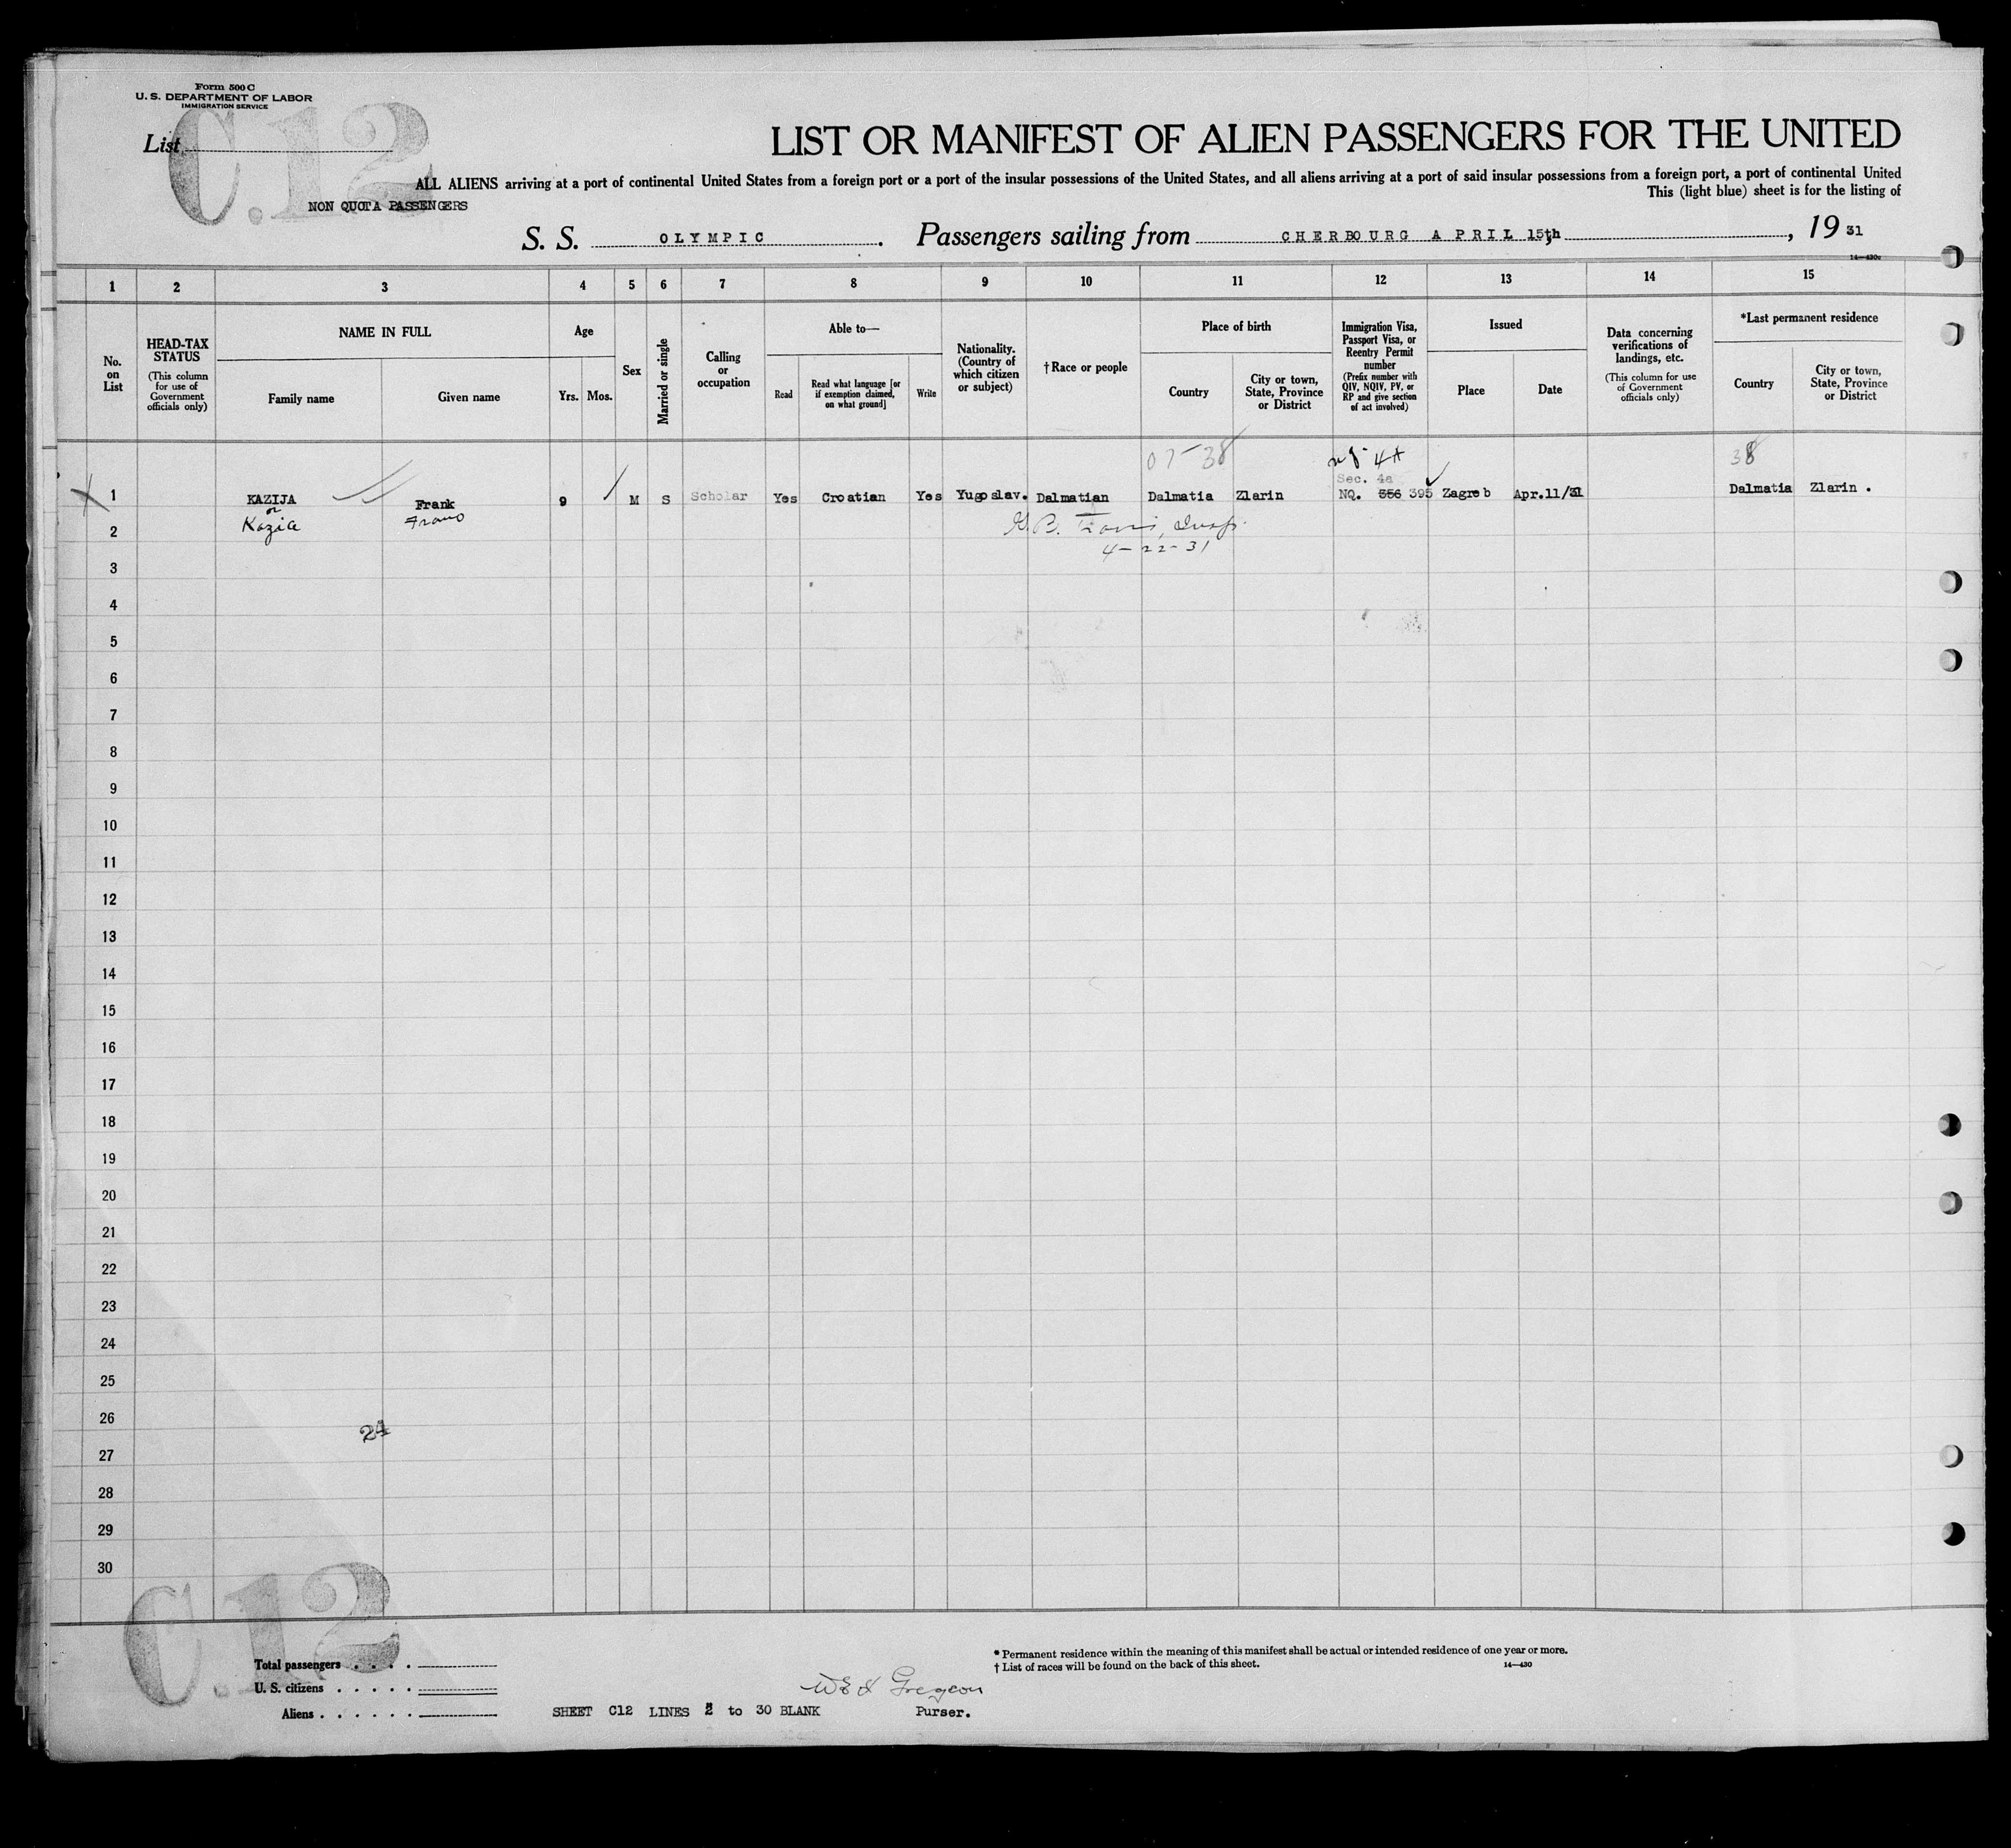 Form 500 C
U. S. DEPARTMENT OF LABOR
IMMIGRATION SERVICE
C.12
List
LIST OR MANIFEST OF ALIEN PASSENGERS FOR THE UNITED
ALL ALIENS arriving at a port of continental United States from a foreign port or a port of the insular possessions of the United States, and all aliens arriving at a port of said insular possessions from a foreign port, a port of continental United
This (light blue) sheet is for the listing of
NON QUOTA PASSENGERS
S. S. OLYMPIC. Passengers sailing from CHERBOURG APRIL 15th, 1931
14—430c
1 2 3 4 5 6 7 8 9 10 11 12 13 14 15
No. on List
HEAD-TAX STATUS (This column for use of Government officials only)
NAME IN FULL
Family name
Given name
Age
Yrs.
Mos.
Sex
Married or single
Calling or occupation
Able to—
Read
Read what language [or if exemption claimed, on what ground]
Write
Nationality. (Country of which citizen or subject)
† Race or people
Place of birth
Country
City or town, State, Province or District
Immigration Visa, Passport Visa, or Reentry Permit number (Prefix number with QIV, NQIV, PV, or RP and give section of act involved)
Issued
Place
Date
Data concerning verifications of landings, etc. (This column for use of Government officials only)
*Last permanent residence
Country
City or town, State, Province or District
07-38
4A
38
Sec. 4a
1 KAZIJA Frank 9 M S Scholar Yes Croatian Yes Yugoslav. Dalmatian Dalmatia Zlarin NQ. 556 395 Zagreb Apr.11/31 Dalmatia Zlarin .
or
Kazia Frano
G. B.
4-22-31
2
3
4
5
6
7
8
9
10
11
12
13
14
15
16
17
18
19
20
21
22
23
24
25
26
24
27
28
29
30
C.12
Total passengers . . . .
U. S. citizens . . . . .
Aliens . . . . . .
* Permanent residence within the meaning of this manifest shall be actual or intended residence of one year or more.
† List of races will be found on the back of this sheet.
14—430
SHEET C12 LINES 2 to 30 BLANK
Purser.